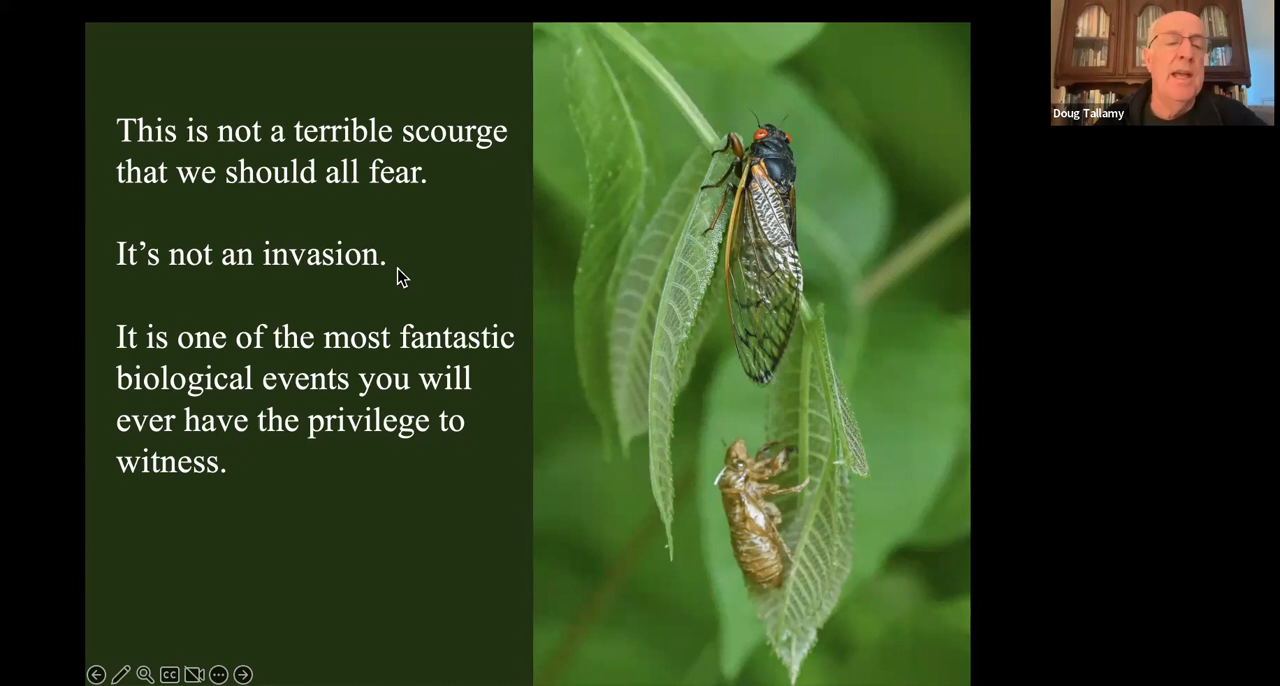 This is not a terrible scourge
that we should all fear.
It’s not an invasion.
It is one of the most fantastic
biological events you will
ever have the privilege to
witness.
Doug Tallamy
CC